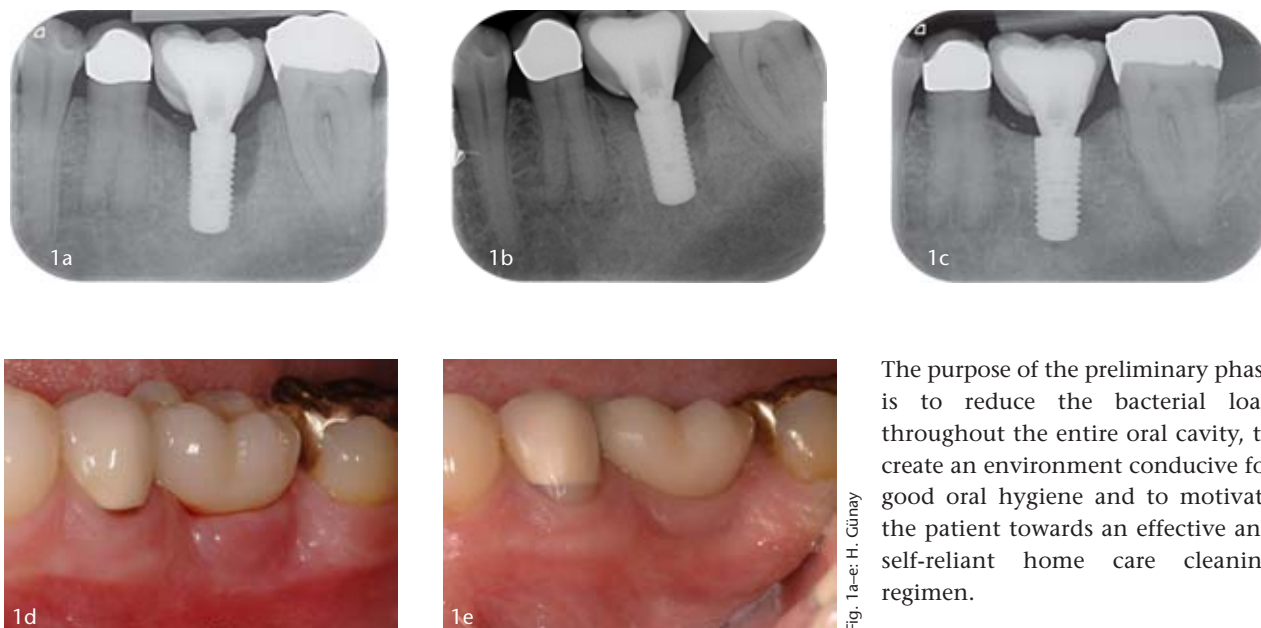 1a
1b
1c
1d
1e
Fig. 1a–e: H. Günay
The purpose of the preliminary phas
is to reduce the bacterial loa
throughout the entire oral cavity, t
create an environment conducive fo
good oral hygiene and to motivat
the patient towards an effective an
self-reliant home care cleanin
regimen.